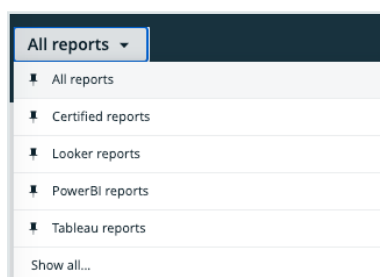 All reports
All reports
Certified reports
Looker reports
PowerBI reports
Tableau reports
Show all...